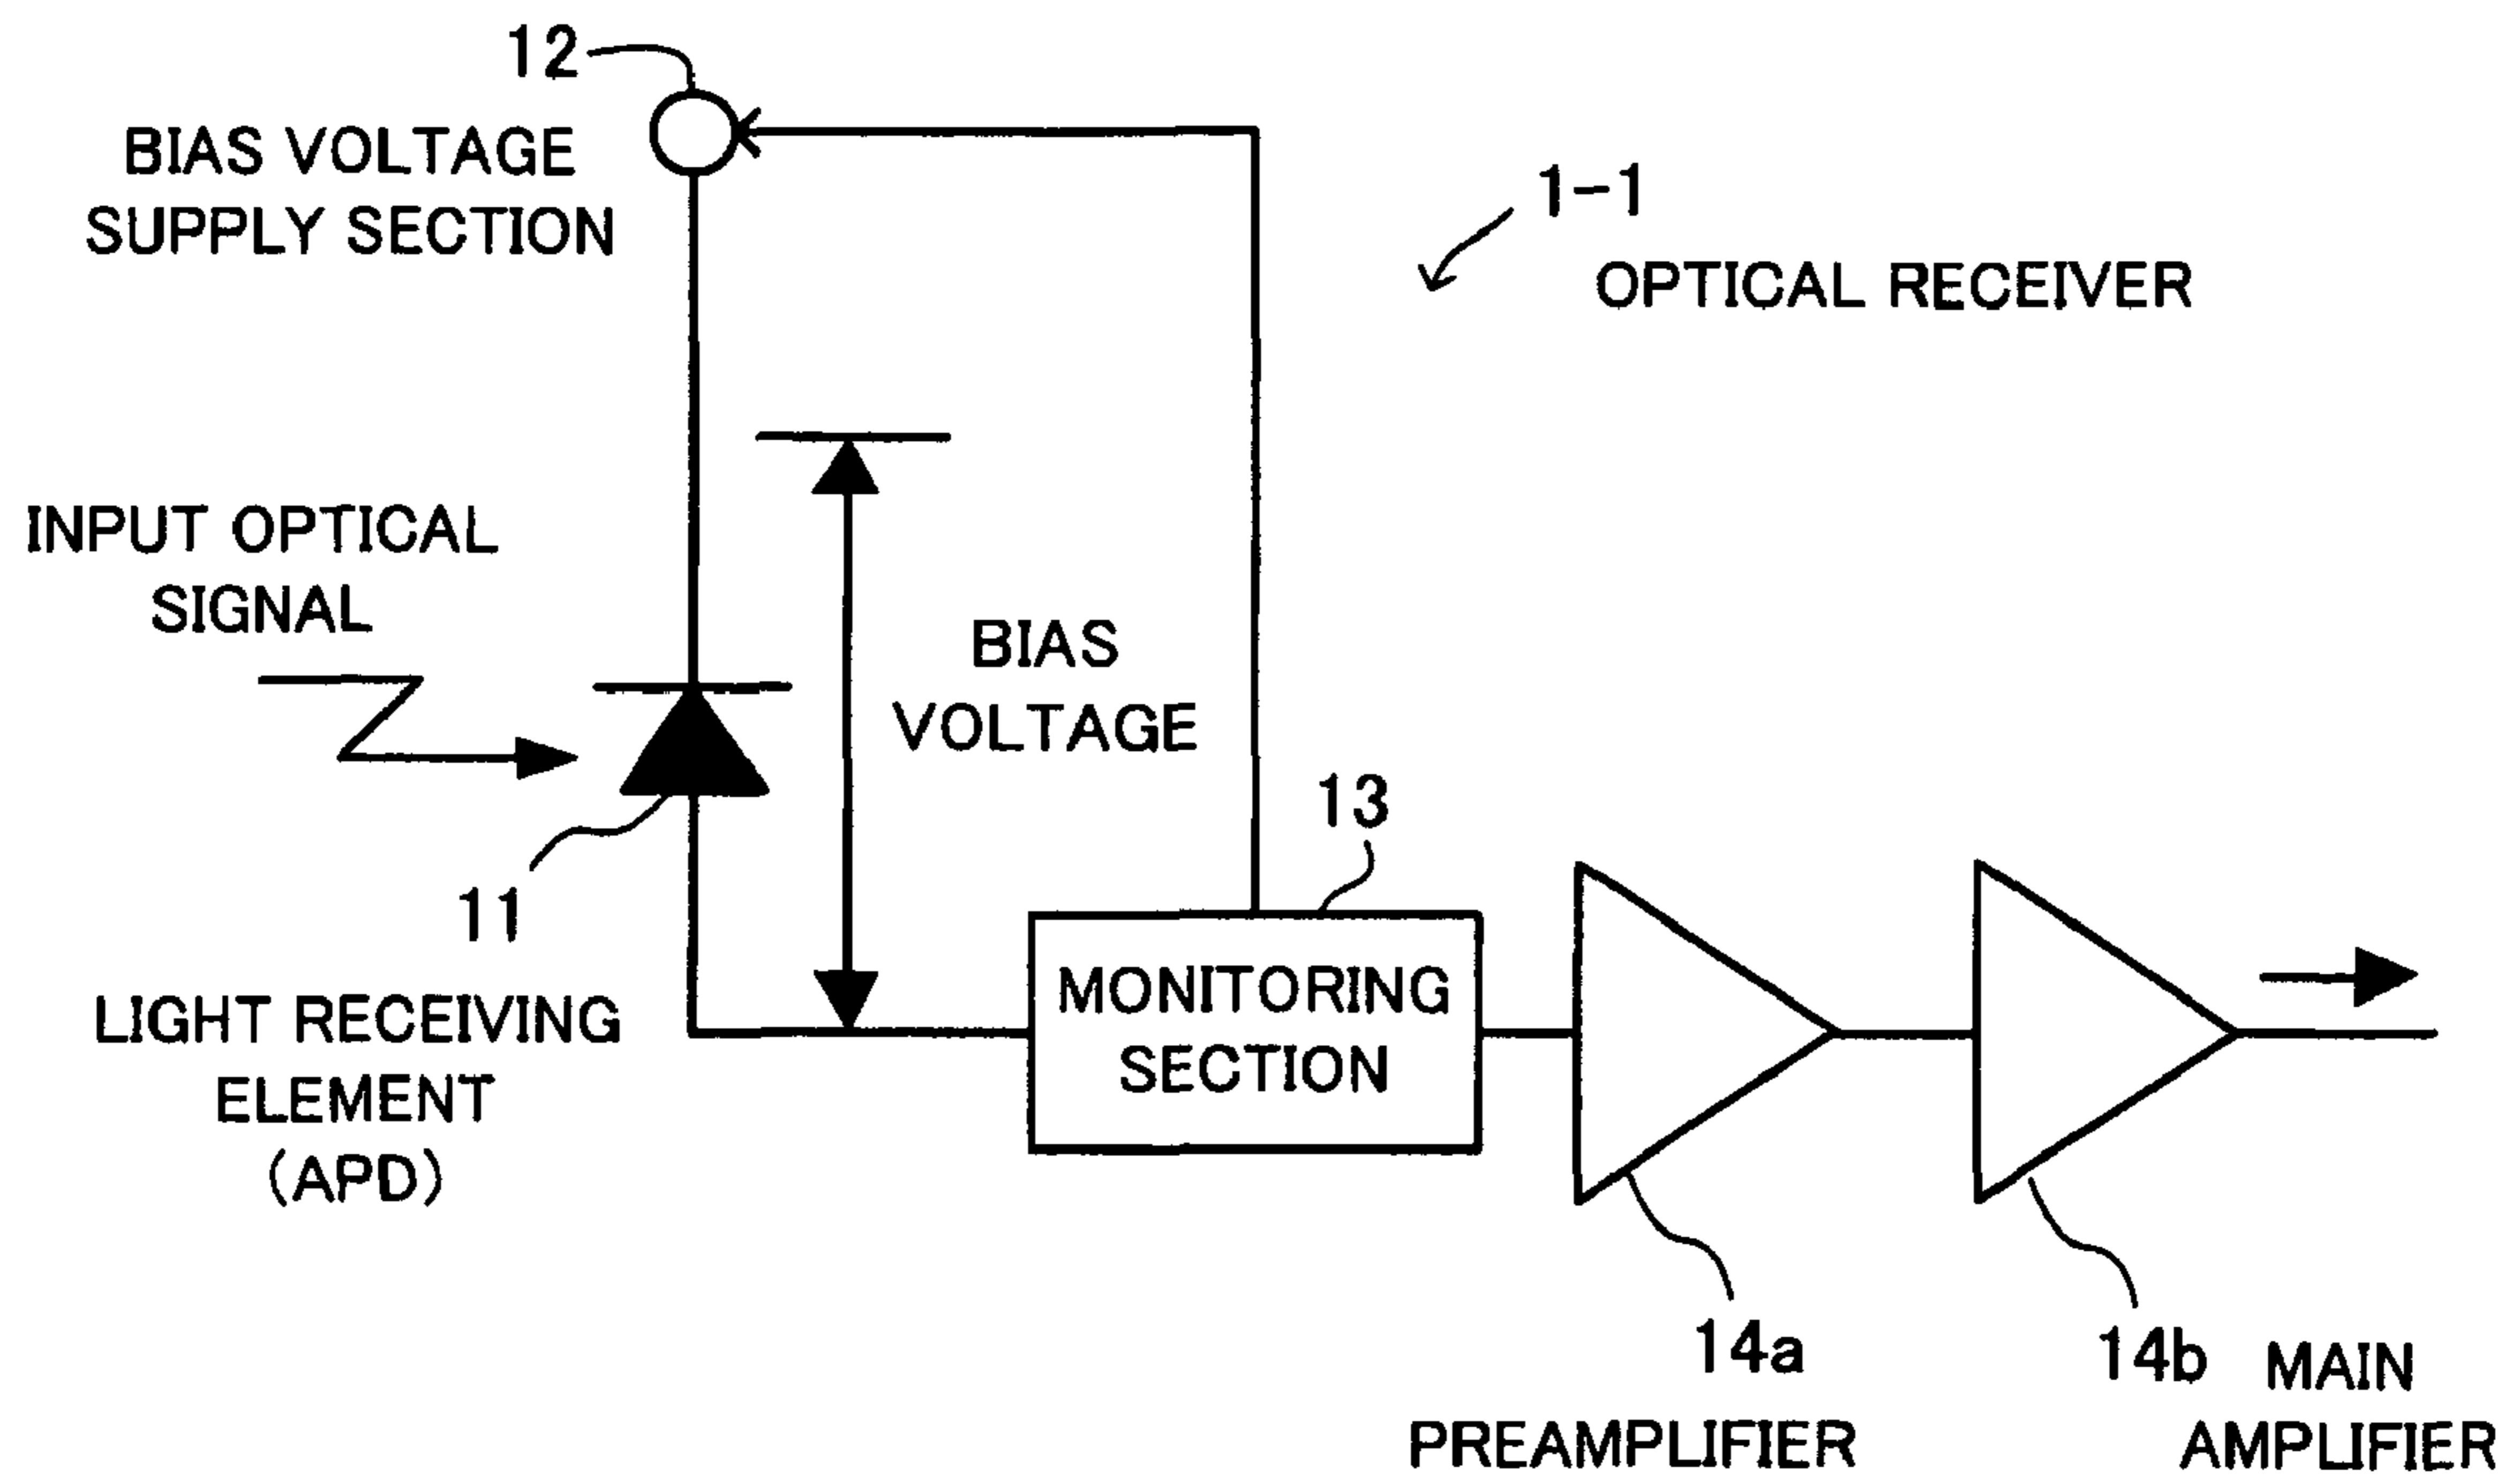 12
BIAS VOLTAGE
SUPPLY SECTION
1-1
OPTICAL RECEIVER
INPUT OPTICAL
SIGNAL
BIAS
VOLTAGE
13
11
LIGHT RECEIVING
ELEMENT
(APD)
MONITORING
SECTION
14a
PREAMPLIFIER
14b
MAIN
AMPLIFIER